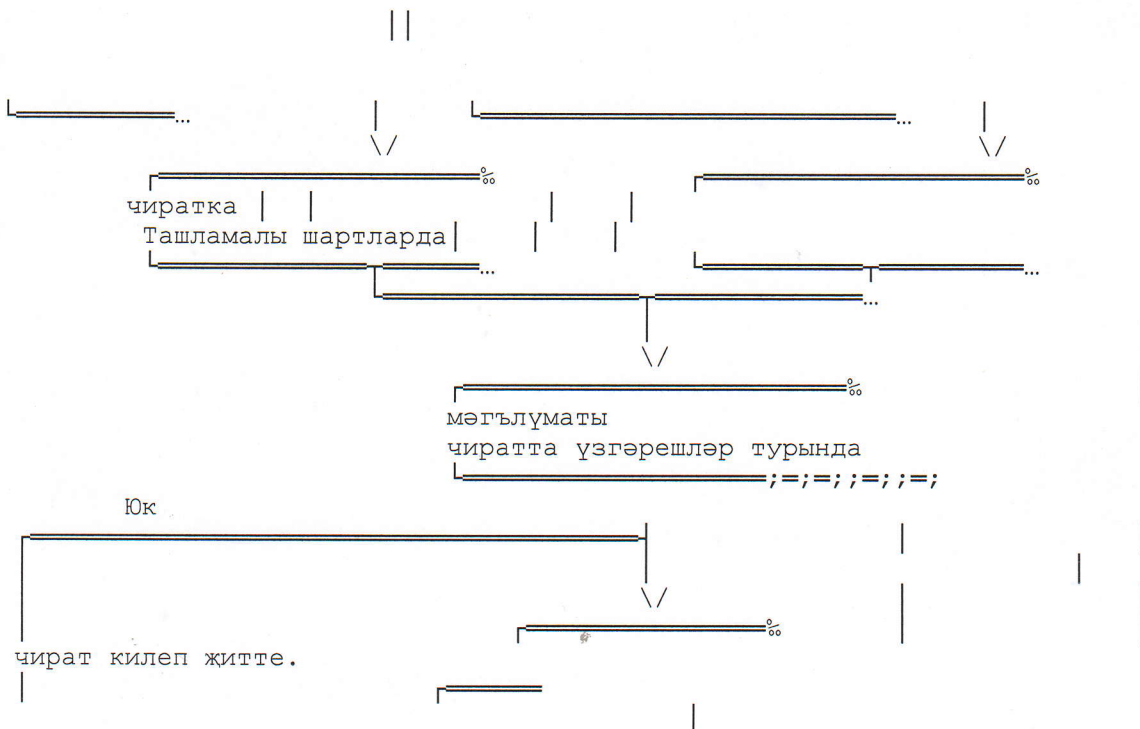 чиратка
Ташламалы шартларда
мәгълүматы
чиратта үзгәрешләр турында
Юк
чират килеп җитте.